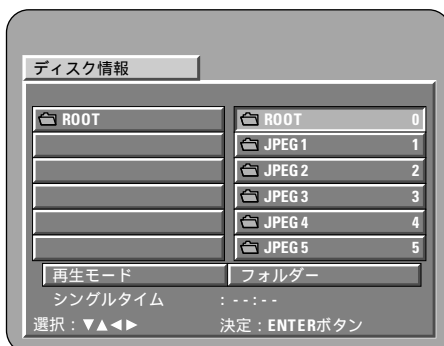 ディスク情報
ROOT ROOT 0
JPEG1 1
JPEG2 2
JPEG3 3
JPEG4 4
JPEG5 5
再生モード フォルダー
シングルタイム :--:--
選択:▼▲◀▶ 決定:ENTERボタン